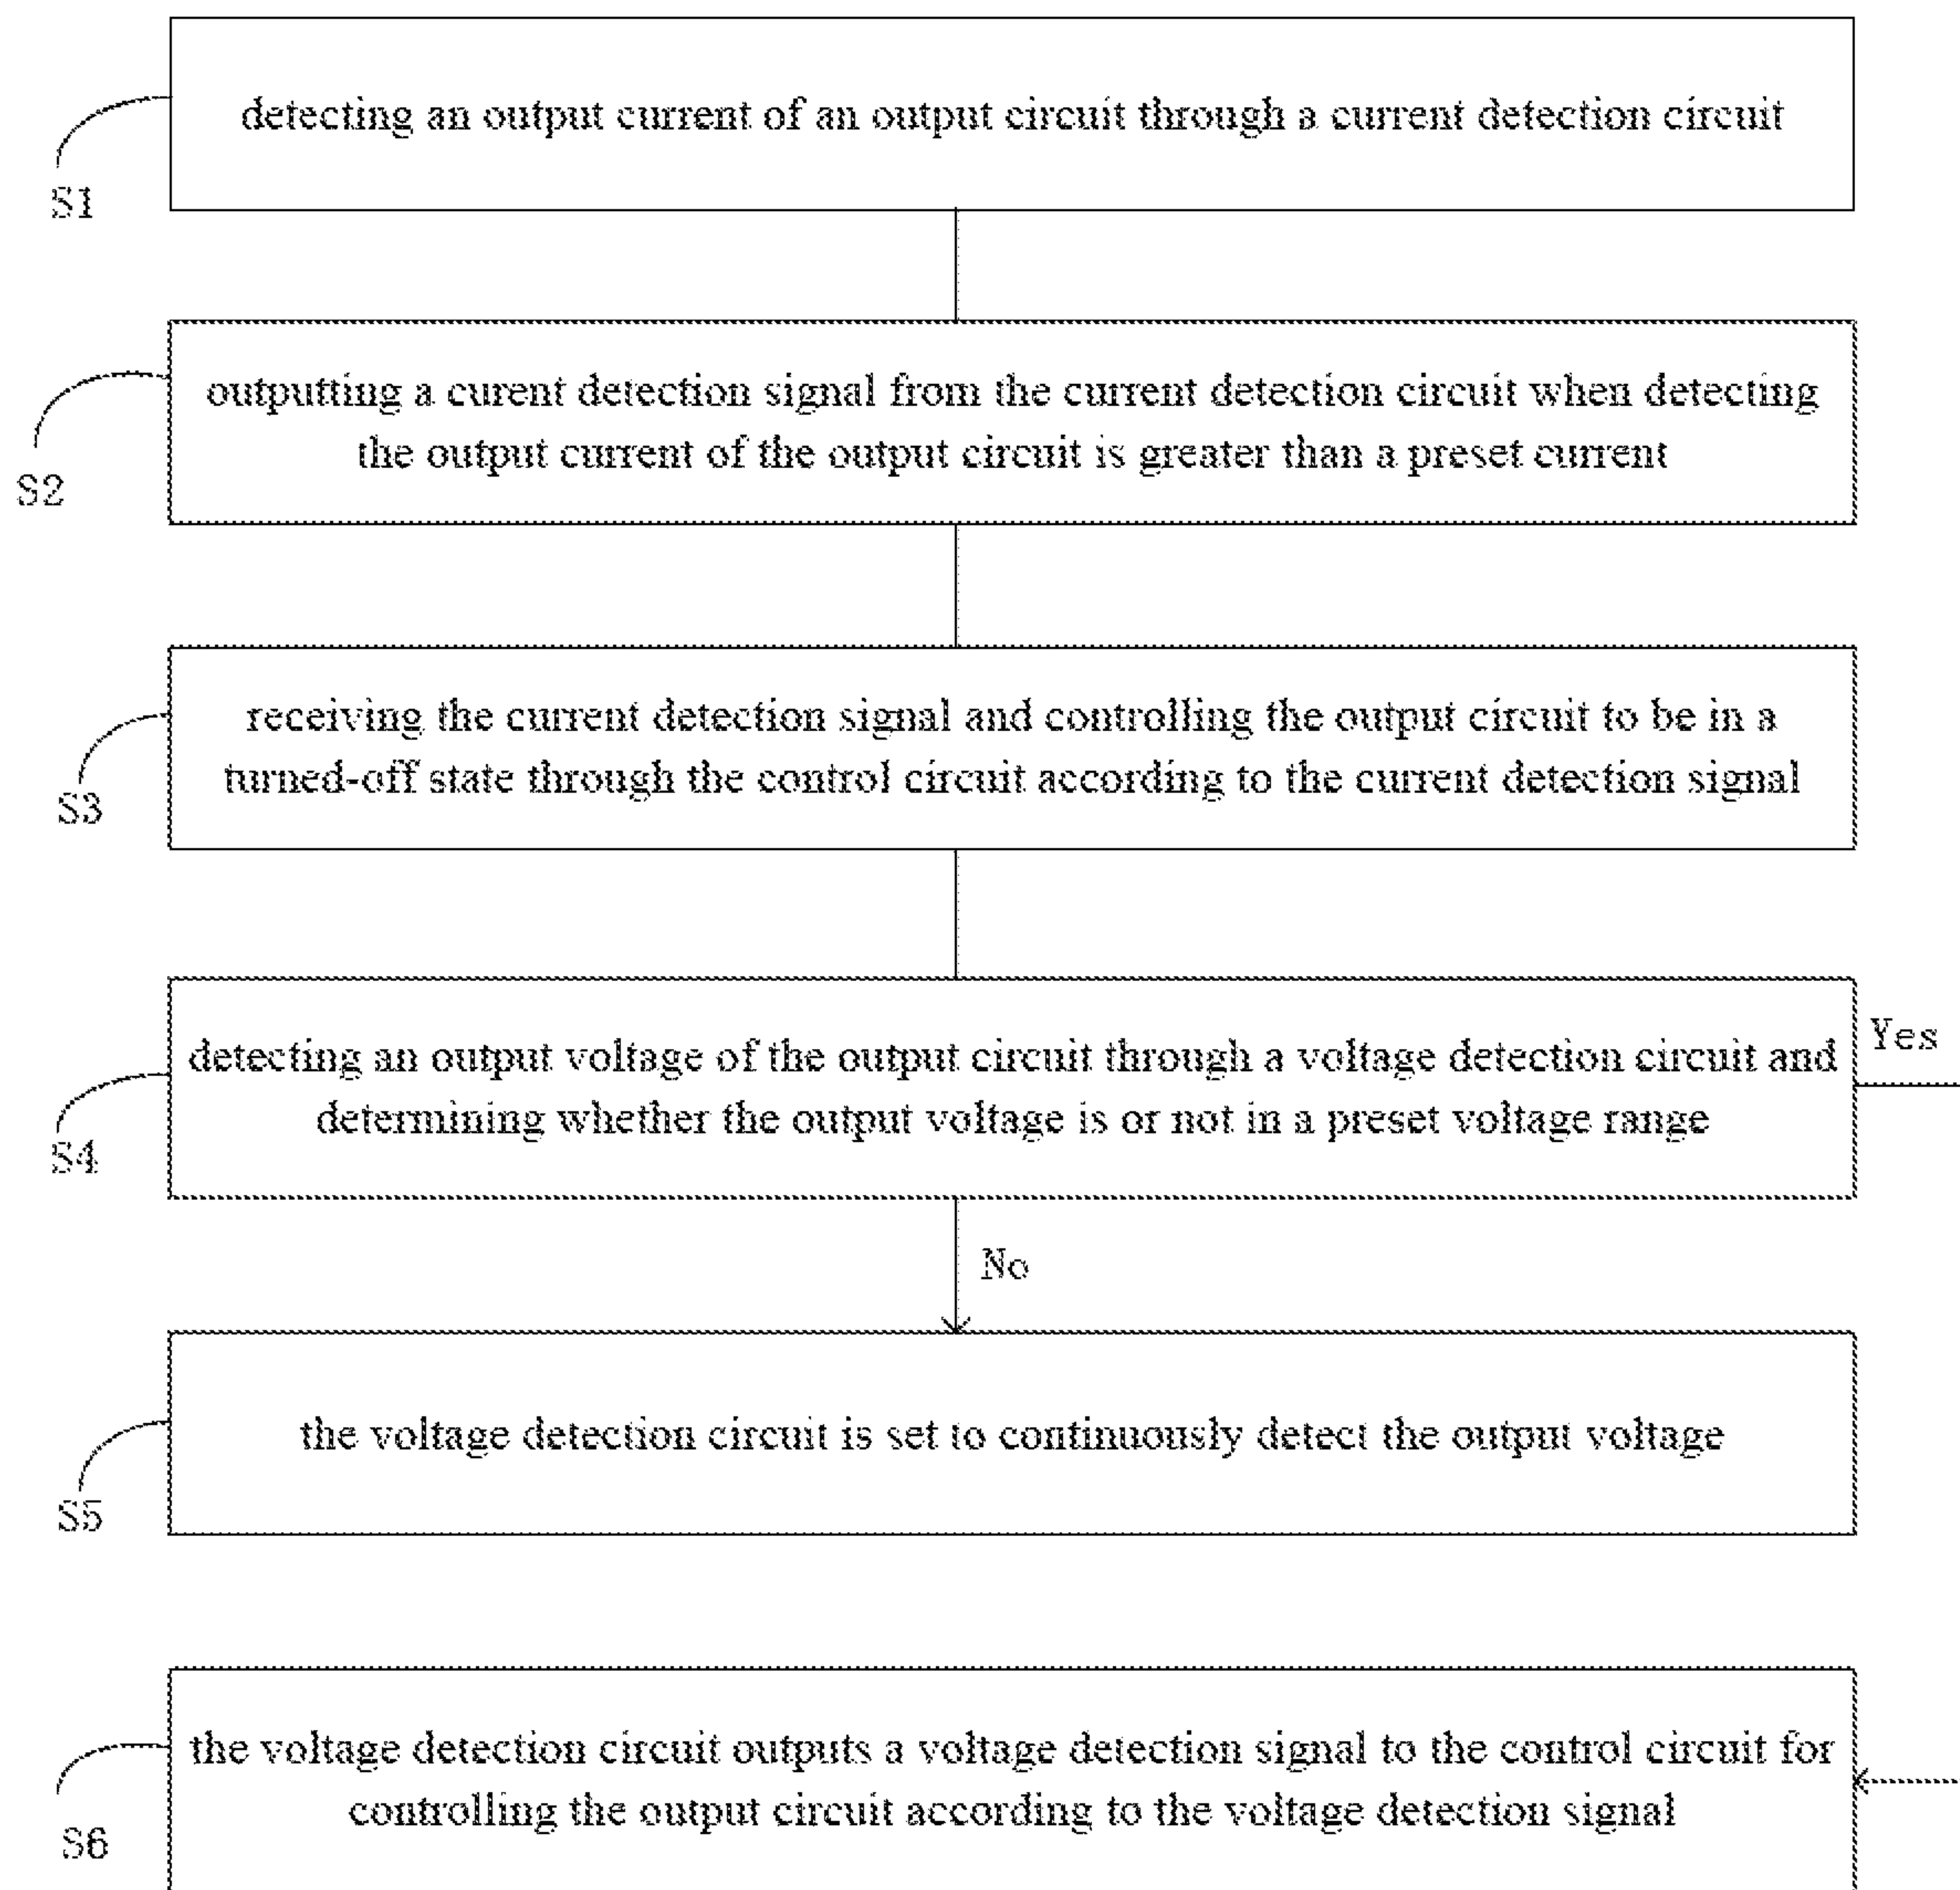 detecting an output current of an output circuit through a current detection circuit
S1
outputting a curent detection signal from the current detection circuit when detecting
the output current of the output circuit is greater than a preset current
S2
receiving the current detection signal and controlling the output circuit to be in a
turned-off state through the control circuit according to the current detection signal
S3
detecting an output voltage of the output circuit through a voltage detection circuit and
determining whether the output voltage is or not in a preset voltage range
Yes
S4
No
the voltage detection circuit is set to continuously detect the output voltage
S5
the voltage detection circuit outputs a voltage detection signal to the control circuit for
controlling the output circuit according to the voltage detection signal
S6